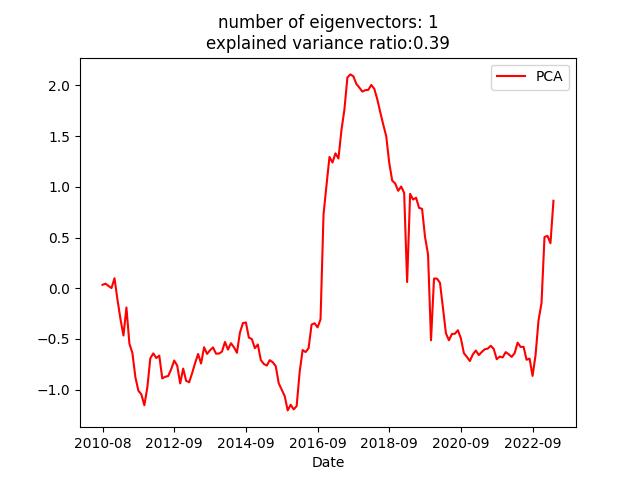 number of eigenvectors: 1
explained variance ratio:0.39
PCA
2.0
1.5
1.0
0.5
0.0
−0.5
−1.0
2010-08 2012-09 2014-09 2016-09 2018-09 2020-09 2022-09
Date